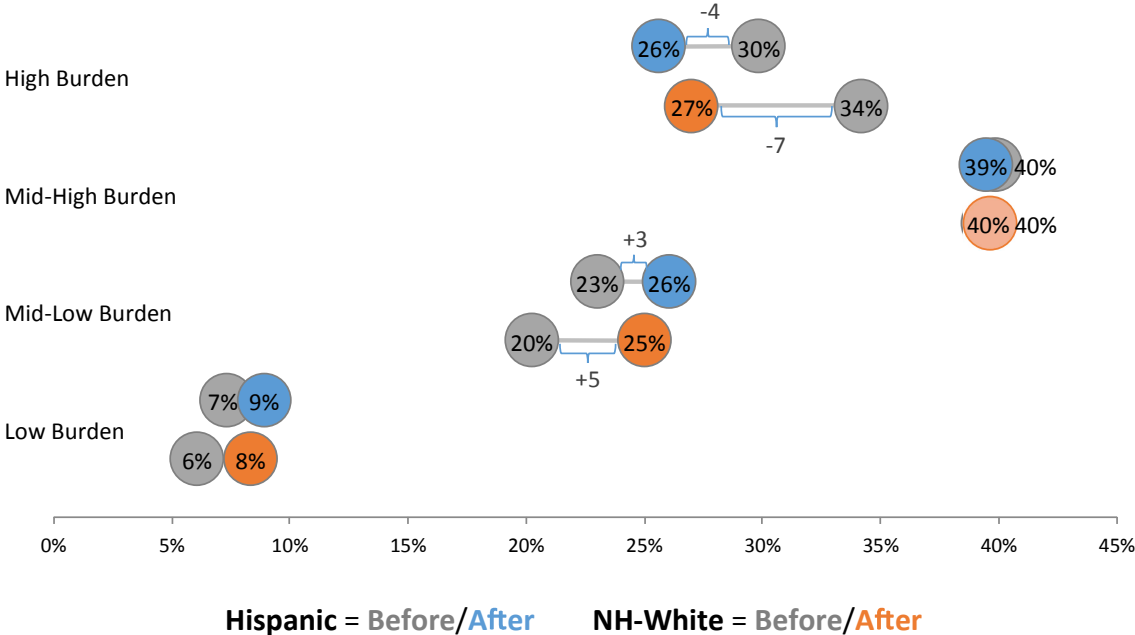 -4
26% 30%
High Burden
27% 34%
-7
39% 40%
Mid-High Burden
40% 40%
+3
23% 26%
Mid-Low Burden
20% 25%
+5
7% 9%
Low Burden
6% 8%
0% 5% 10% 15% 20% 25% 30% 35% 40% 45%
Hispanic = Before/After NH-White = Before/After